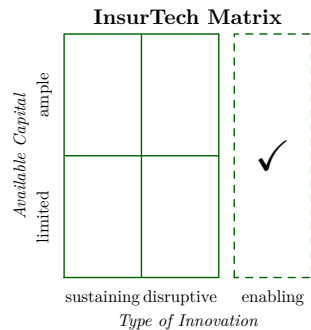 InsurTech Matrix
Available Capital
ample
limited
sustaining disruptive enabling
Type of Innovation